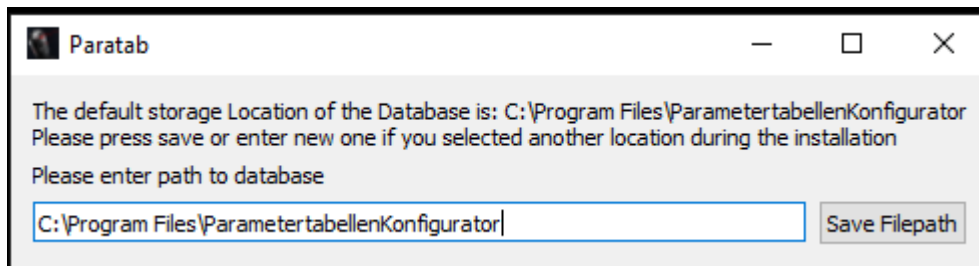 Paratab
The default storage Location of the Database is: C:\Program Files\ParametertabellenKonfigurator
Please press save or enter new one if you selected another location during the installation
Please enter path to database
C:\Program Files\ParametertabellenKonfigurator
Save Filepath